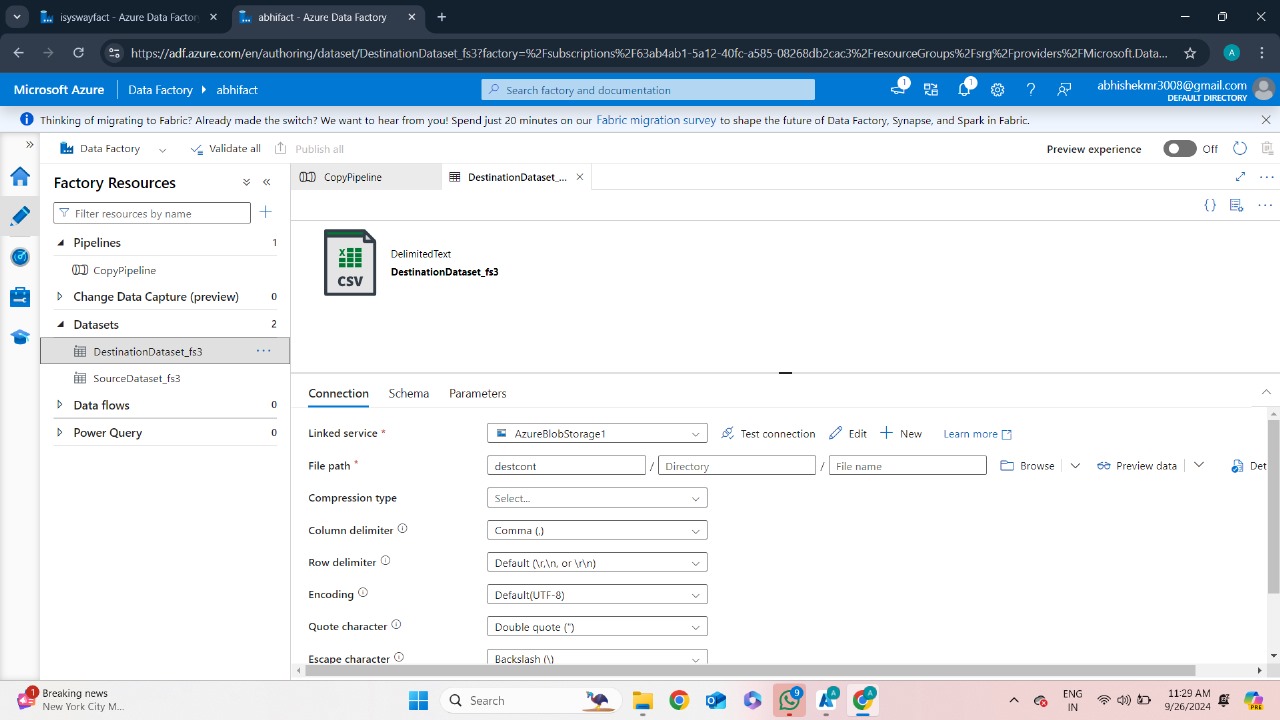 isyswayfact - Azure Data Factory
abhifact - Azure Data Factory
https://adf.azure.com/en/authoring/dataset/DestinationDataset_fs3?factory=%2Fsubscriptions%2F63ab4ab1-5a12-40fc-a585-08268db2cac3%2FresourceGroups%2Fsrg%2Fproviders%2FMicrosoft.Data...
A
Microsoft Azure
Data Factory
abhifact
Search factory and documentation
1
1
abhishekmr3008@gmail.com
DEFAULT DIRECTORY
Thinking of migrating to Fabric? Already made the switch? We want to hear from you! Spend just 20 minutes on our Fabric migration survey to shape the future of Data Factory, Synapse, and Spark in Fabric.
Data Factory
Validate all
Publish all
Preview experience
Off
Factory Resources
CopyPipeline
DestinationDataset_...
Filter resources by name
Pipelines 1
CopyPipeline
Change Data Capture (preview) 0
Datasets 2
DestinationDataset_fs3
SourceDataset_fs3
Data flows 0
Power Query 0
CSV
DelimitedText
DestinationDataset_fs3
Connection Schema Parameters
Linked service * AzureBlobStorage1 Test connection Edit New Learn more
File path * destcont / Directory / File name Browse Preview data Det
Compression type Select...
Column delimiter Comma (,)
Row delimiter Default (\r,\n, or \r\n)
Encoding Default(UTF-8)
Quote character Double quote (")
Escape character Backslash (\)
1
Breaking news
New York City M...
Search
9
A
A
ENG
IN
11:29 AM
9/26/2024
PRE